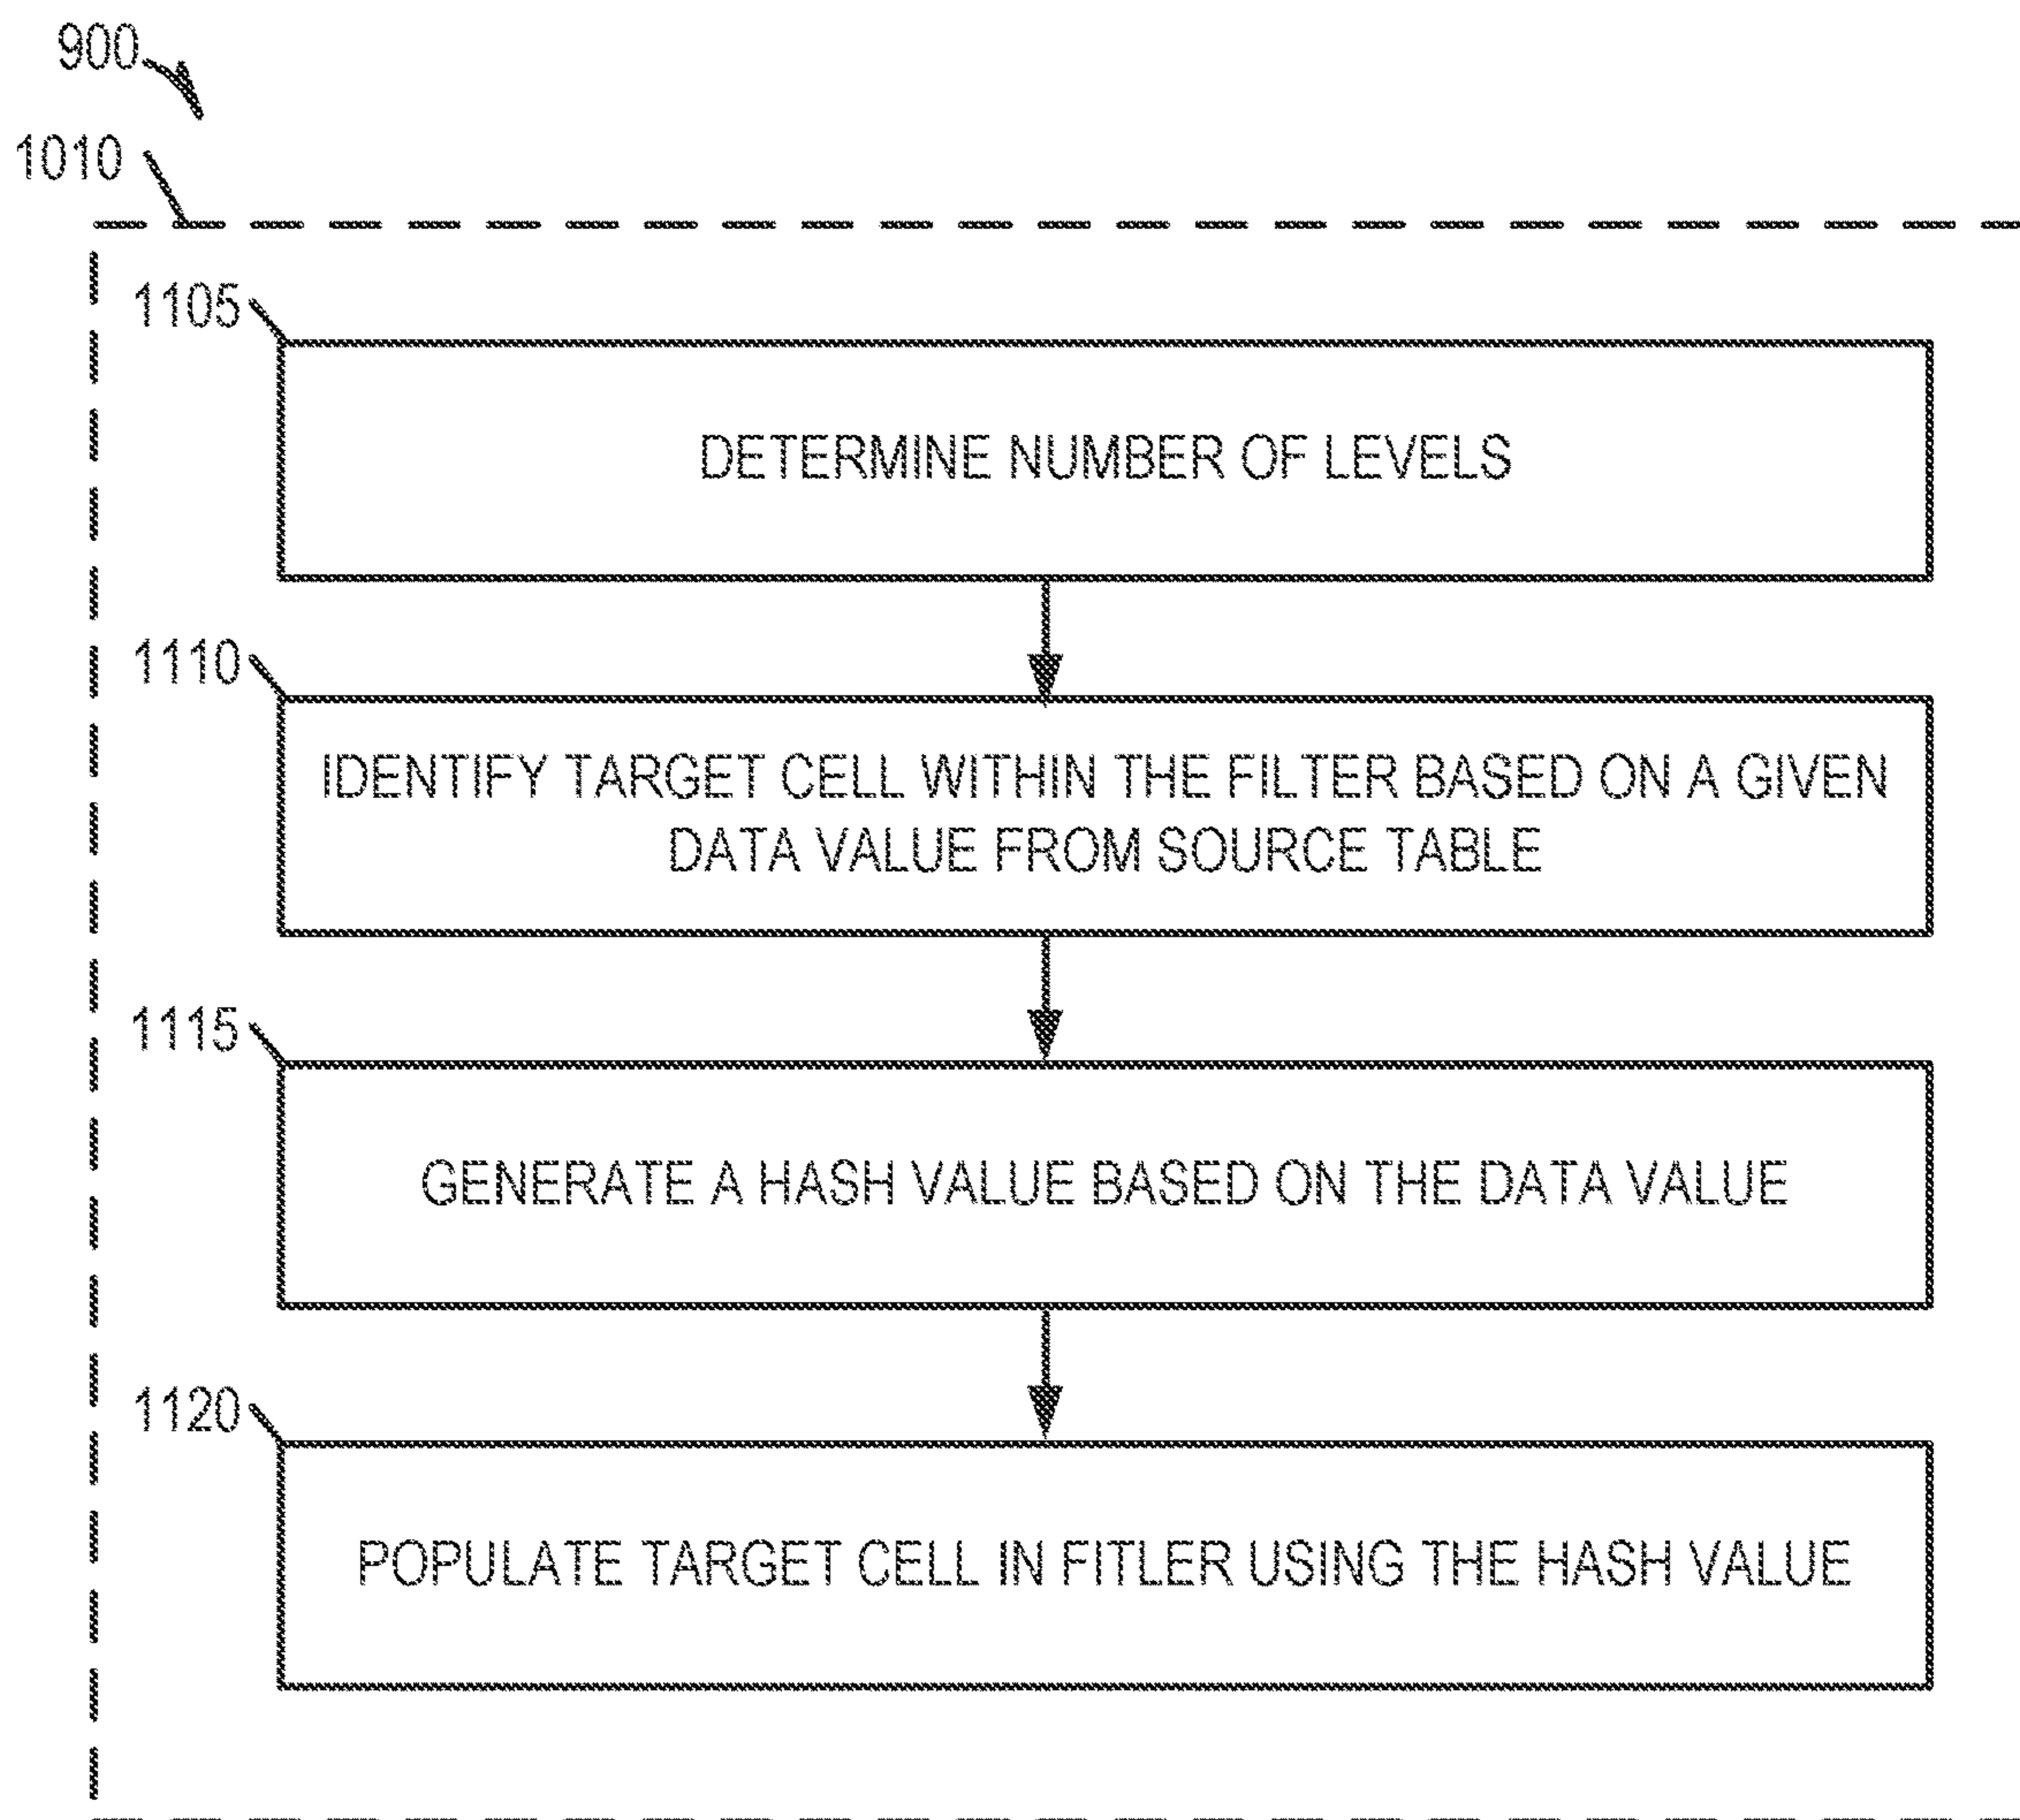 900
1010
1105
DETERMINE NUMBER OF LEVELS
1110
IDENTIFY TARGET CELL WITHIN THE FILTER BASED ON A GIVEN
DATA VALUE FROM SOURCE TABLE
1115
GENERATE A HASH VALUE BASED ON THE DATA VALUE
1120
POPULATE TARGET CELL IN FITLER USING THE HASH VALUE